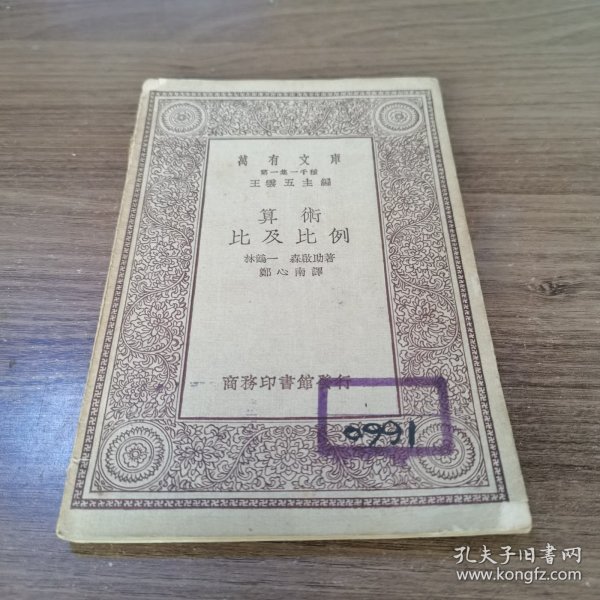 萬有文庫
第一集一千種
王雲五主編
算術
比及比例
林鶴一 森啟助著
鄭心南譯
商務印書館發行
孔夫子旧书网
www.kongfz.com